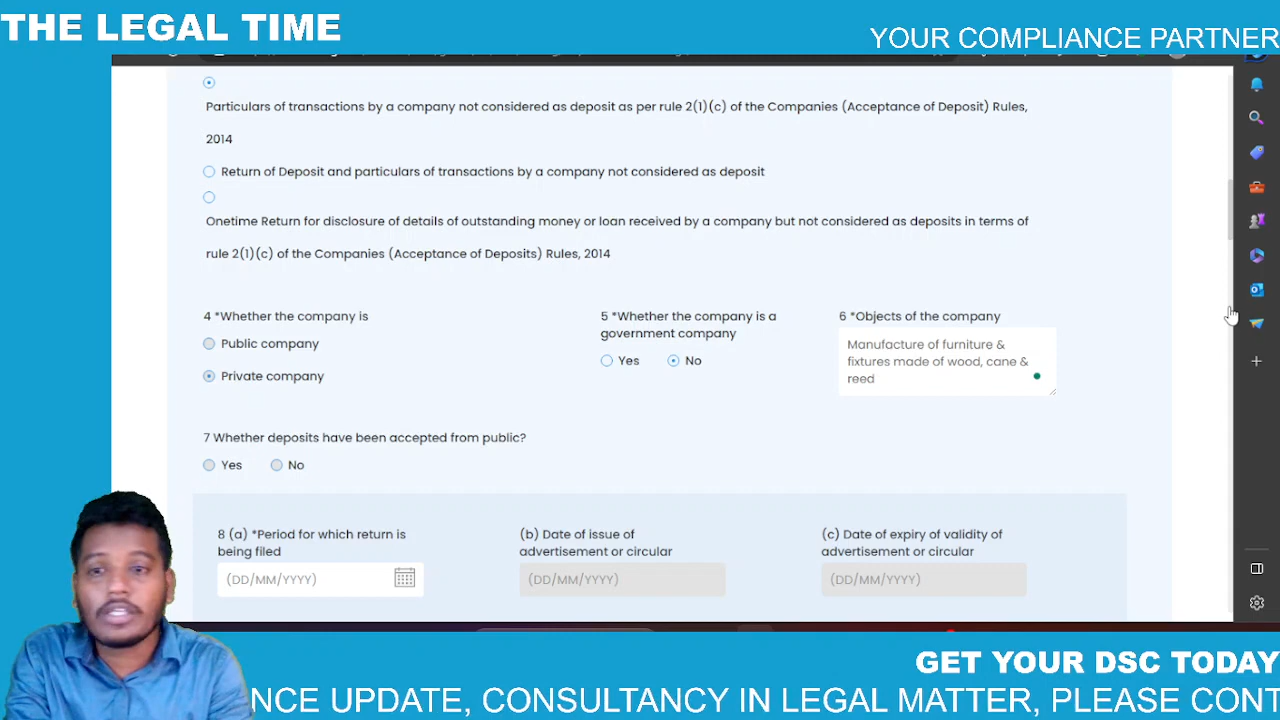 THE LEGAL TIME
YOUR COMPLIANCE PARTNER
Particulars of transactions by a company not considered as deposit as per rule 2(1)(c) of the Companies (Acceptance of Deposit) Rules,
2014
Return of Deposit and particulars of transactions by a company not considered as deposit
Onetime Return for disclosure of details of outstanding money or loan received by a company but not considered as deposits in terms of
rule 2(1)(c) of the Companies (Acceptance of Deposits) Rules, 2014
4 *Whether the company is
Public company
Private company
5 *Whether the company is a
government company
Yes No
6 *Objects of the company
Manufacture of furniture &
fixtures made of wood, cane &
reed
7 Whether deposits have been accepted from public?
Yes No
8 (a) *Period for which return is
being filed
(DD/MM/YYYY)
(b) Date of issue of
advertisement or circular
(DD/MM/YYYY)
(c) Date of expiry of validity of
advertisement or circular
(DD/MM/YYYY)
GET YOUR DSC TODAY
NCE UPDATE, CONSULTANCY IN LEGAL MATTER, PLEASE CONT